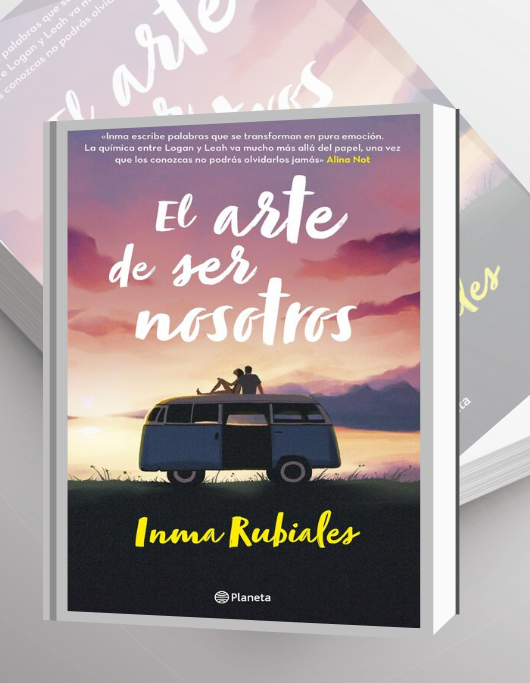 «Inma escribe palabras que se transforman en pura emoción.
La química entre Logan y Leah va mucho más allá del papel, una vez
que los conozcas no podrás olvidarlos jamás» Alina Not
El arte
de ser
nosotros
Inma Rubiales
Planeta